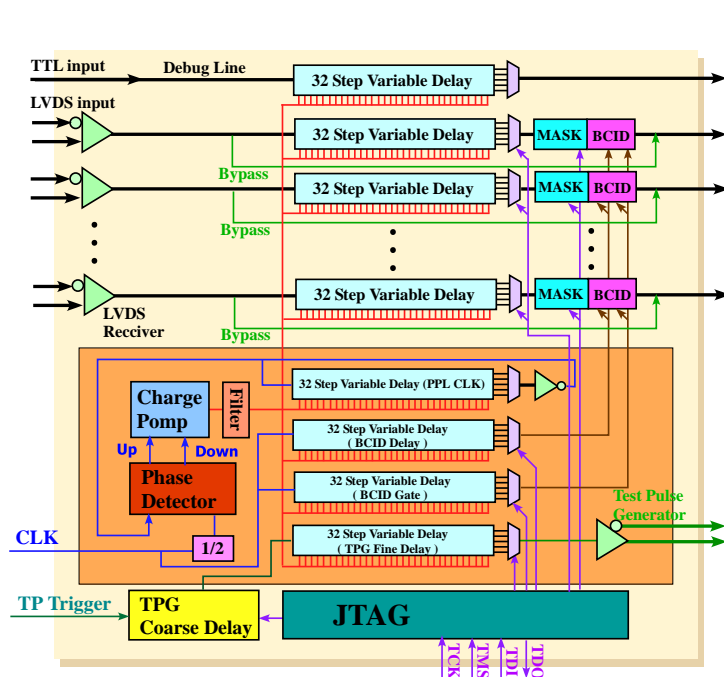 TTL input
Debug Line
32 Step Variable Delay
LVDS input
32 Step Variable Delay
MASK BCID
Bypass
32 Step Variable Delay
MASK BCID
Bypass
32 Step Variable Delay
MASK BCID
LVDS
Recciver
Bypass
32 Step Variable Delay (PPL CLK)
Charge
Pomp
Filter
32 Step Variable Delay
( BCID Delay )
Up
Down
Phase
Detector
32 Step Variable Delay
( BCID Gate )
Test Pulse
Generator
CLK
1/2
32 Step Variable Delay
( TPG Fine Delay )
TP Trigger
TPG
Coarse Delay
JTAG
TCK
TMS
TDI
TDO